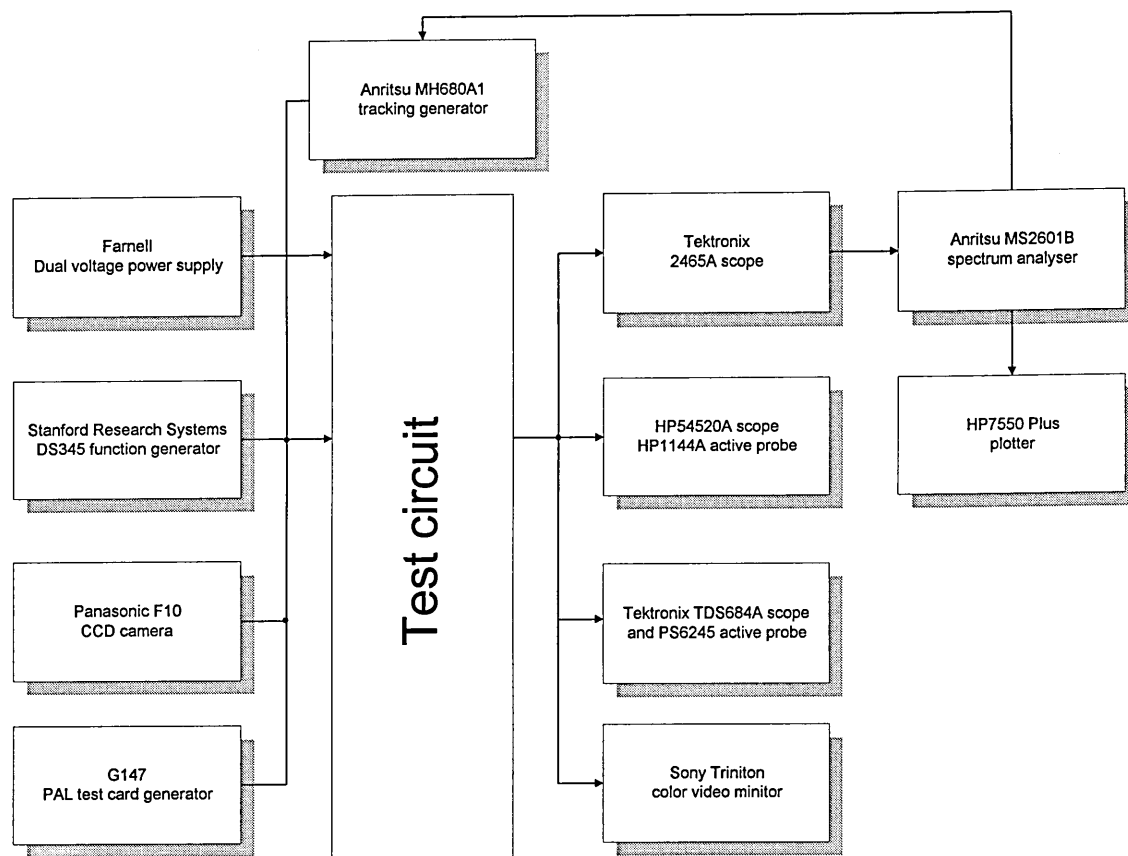 Anritsu MH680A1
tracking generator
Farnell
Dual voltage power supply
Tektronix
2465A scope
Anritsu MS2601B
spectrum analyser
Stanford Research Systems
DS345 function generator
Test circuit
HP54520A scope
HP1144A active probe
HP7550 Plus
plotter
Panasonic F10
CCD camera
Tektronix TDS684A scope
and PS6245 active probe
G147
PAL test card generator
Sony Triniton
color video minitor